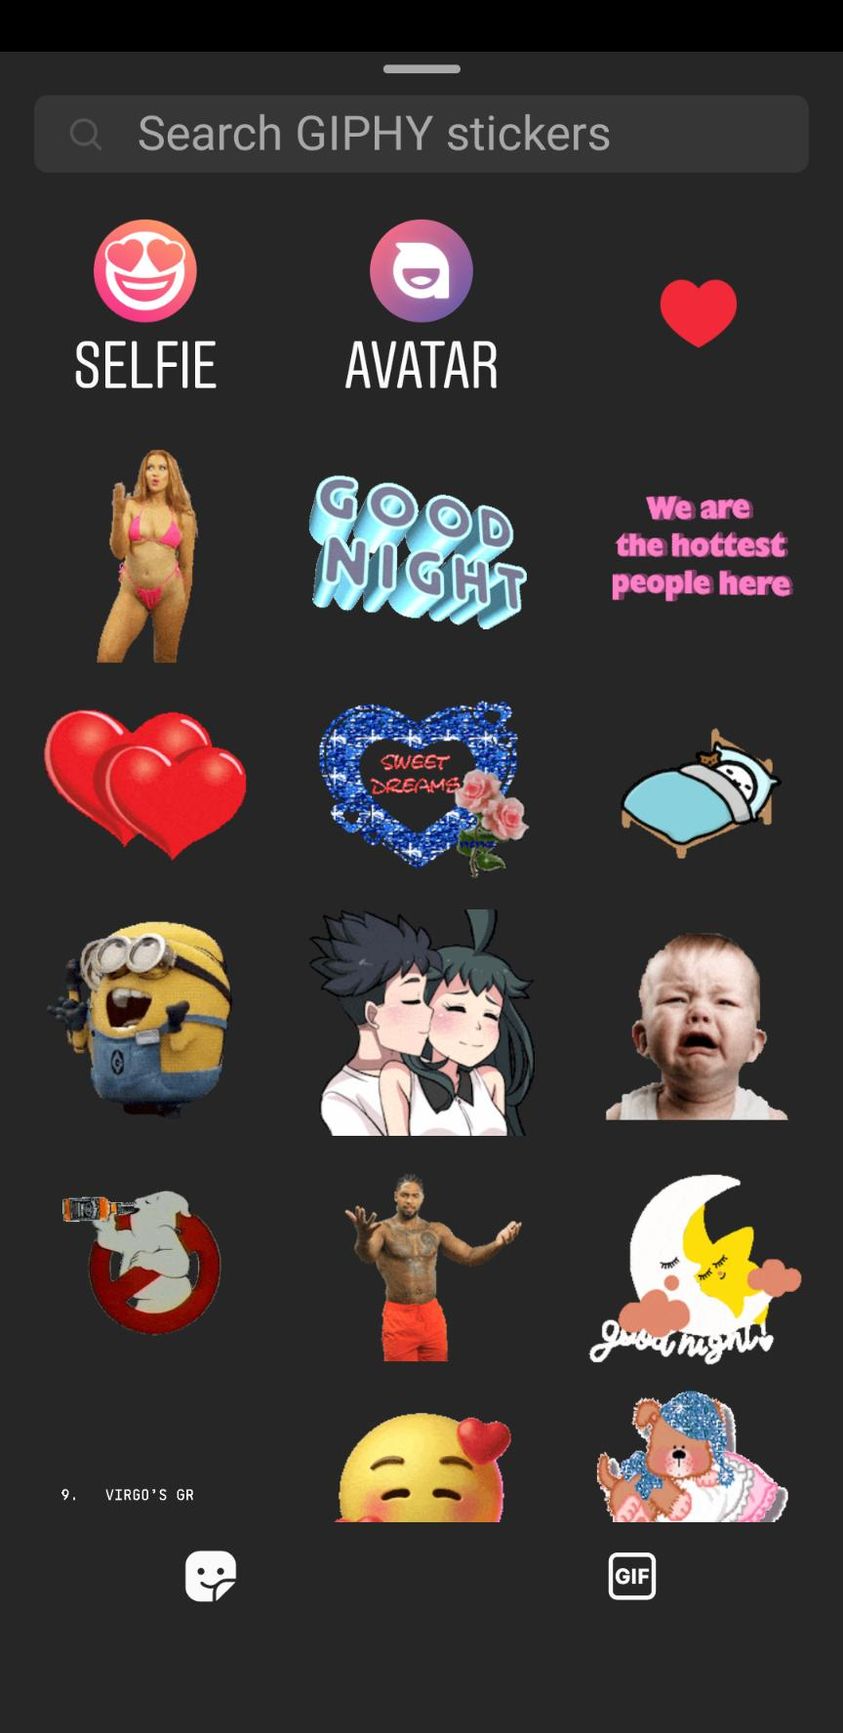 Search GIPHY stickers
SELFIE
AVATAR
GOOD
NIGHT
We are
the hottest
people here
SWEET
DREAMS
good night!
9. VIRGO'S GR
GIF